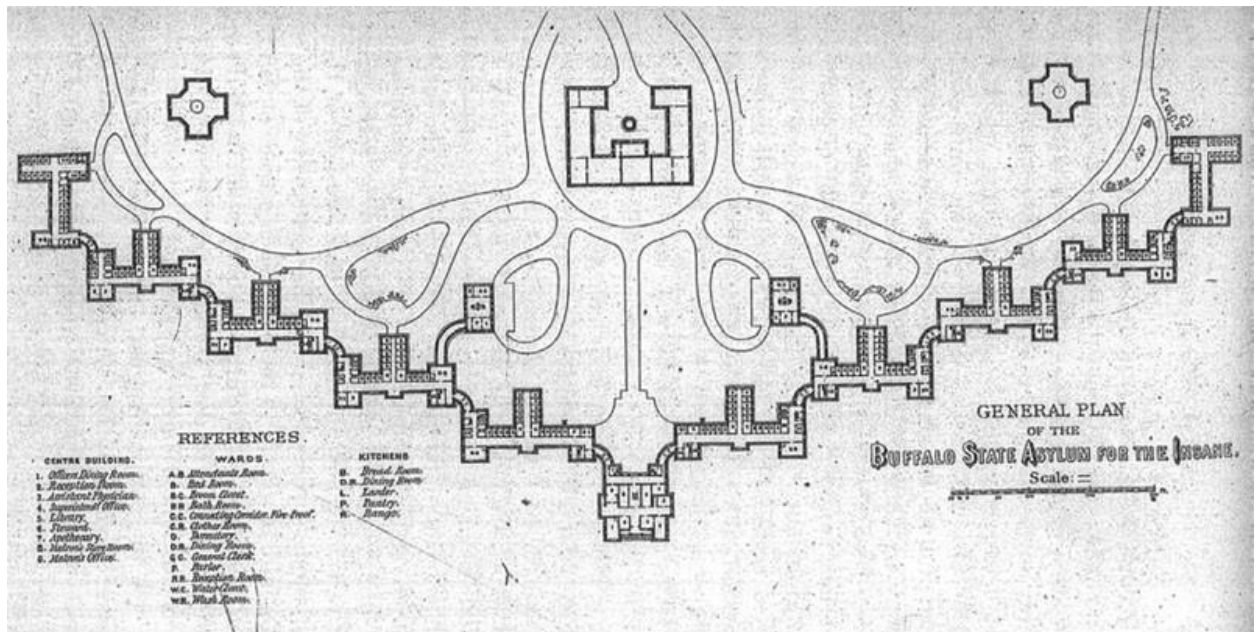 REFERENCES.
CENTRE BUILDING.
1. Officers Dining Room.
2. Reception Room.
3. Assistant Physician.
4. Superintend! Office.
5. Library.
6. Steward.
7. Apothecary.
8. Matron's Store Room.
9. Matron's Office.
WARDS.
A.R. Attendants Room.
B. Bed Room.
B.C. Broom Closet.
B.R. Bath Room.
C.C. Connecting Corridor, Fire-Proof.
C.R. Clothes Room.
D. Dormitory.
D.R. Dining Room.
G.C. General Clerk.
P. Parlor.
R.R. Reception Room.
W.C. Water Closet.
W.R. Wash Room.
KITCHENS
B. Bread Room.
D.R. Dining Room
L. Larder.
P. Pantry.
R. Range.
GENERAL PLAN
OF THE
BUFFALO STATE ASYLUM FOR THE INSANE.
Scale: